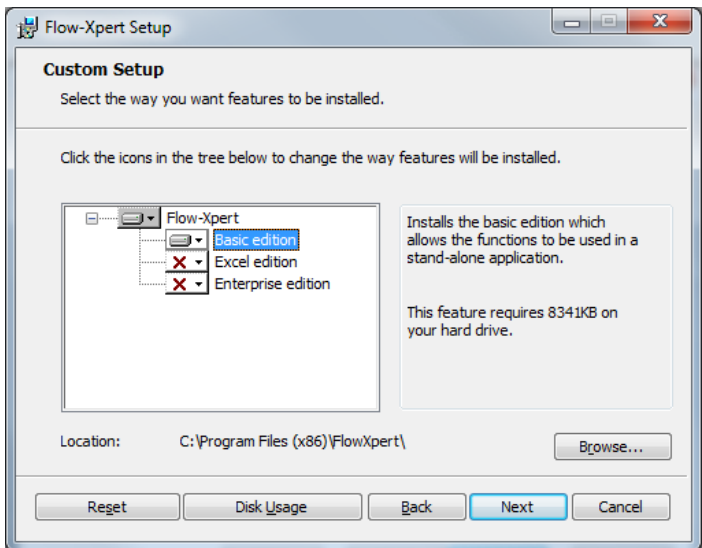 Flow-Xpert Setup
Custom Setup
Select the way you want features to be installed.
Click the icons in the tree below to change the way features will be installed.
Flow-Xpert
Basic edition
Excel edition
Enterprise edition
Installs the basic edition which
allows the functions to be used in a
stand-alone application.
This feature requires 8341KB on
your hard drive.
Location: C:\Program Files (x86)\FlowXpert\
Browse...
Reset Disk Usage Back Next Cancel